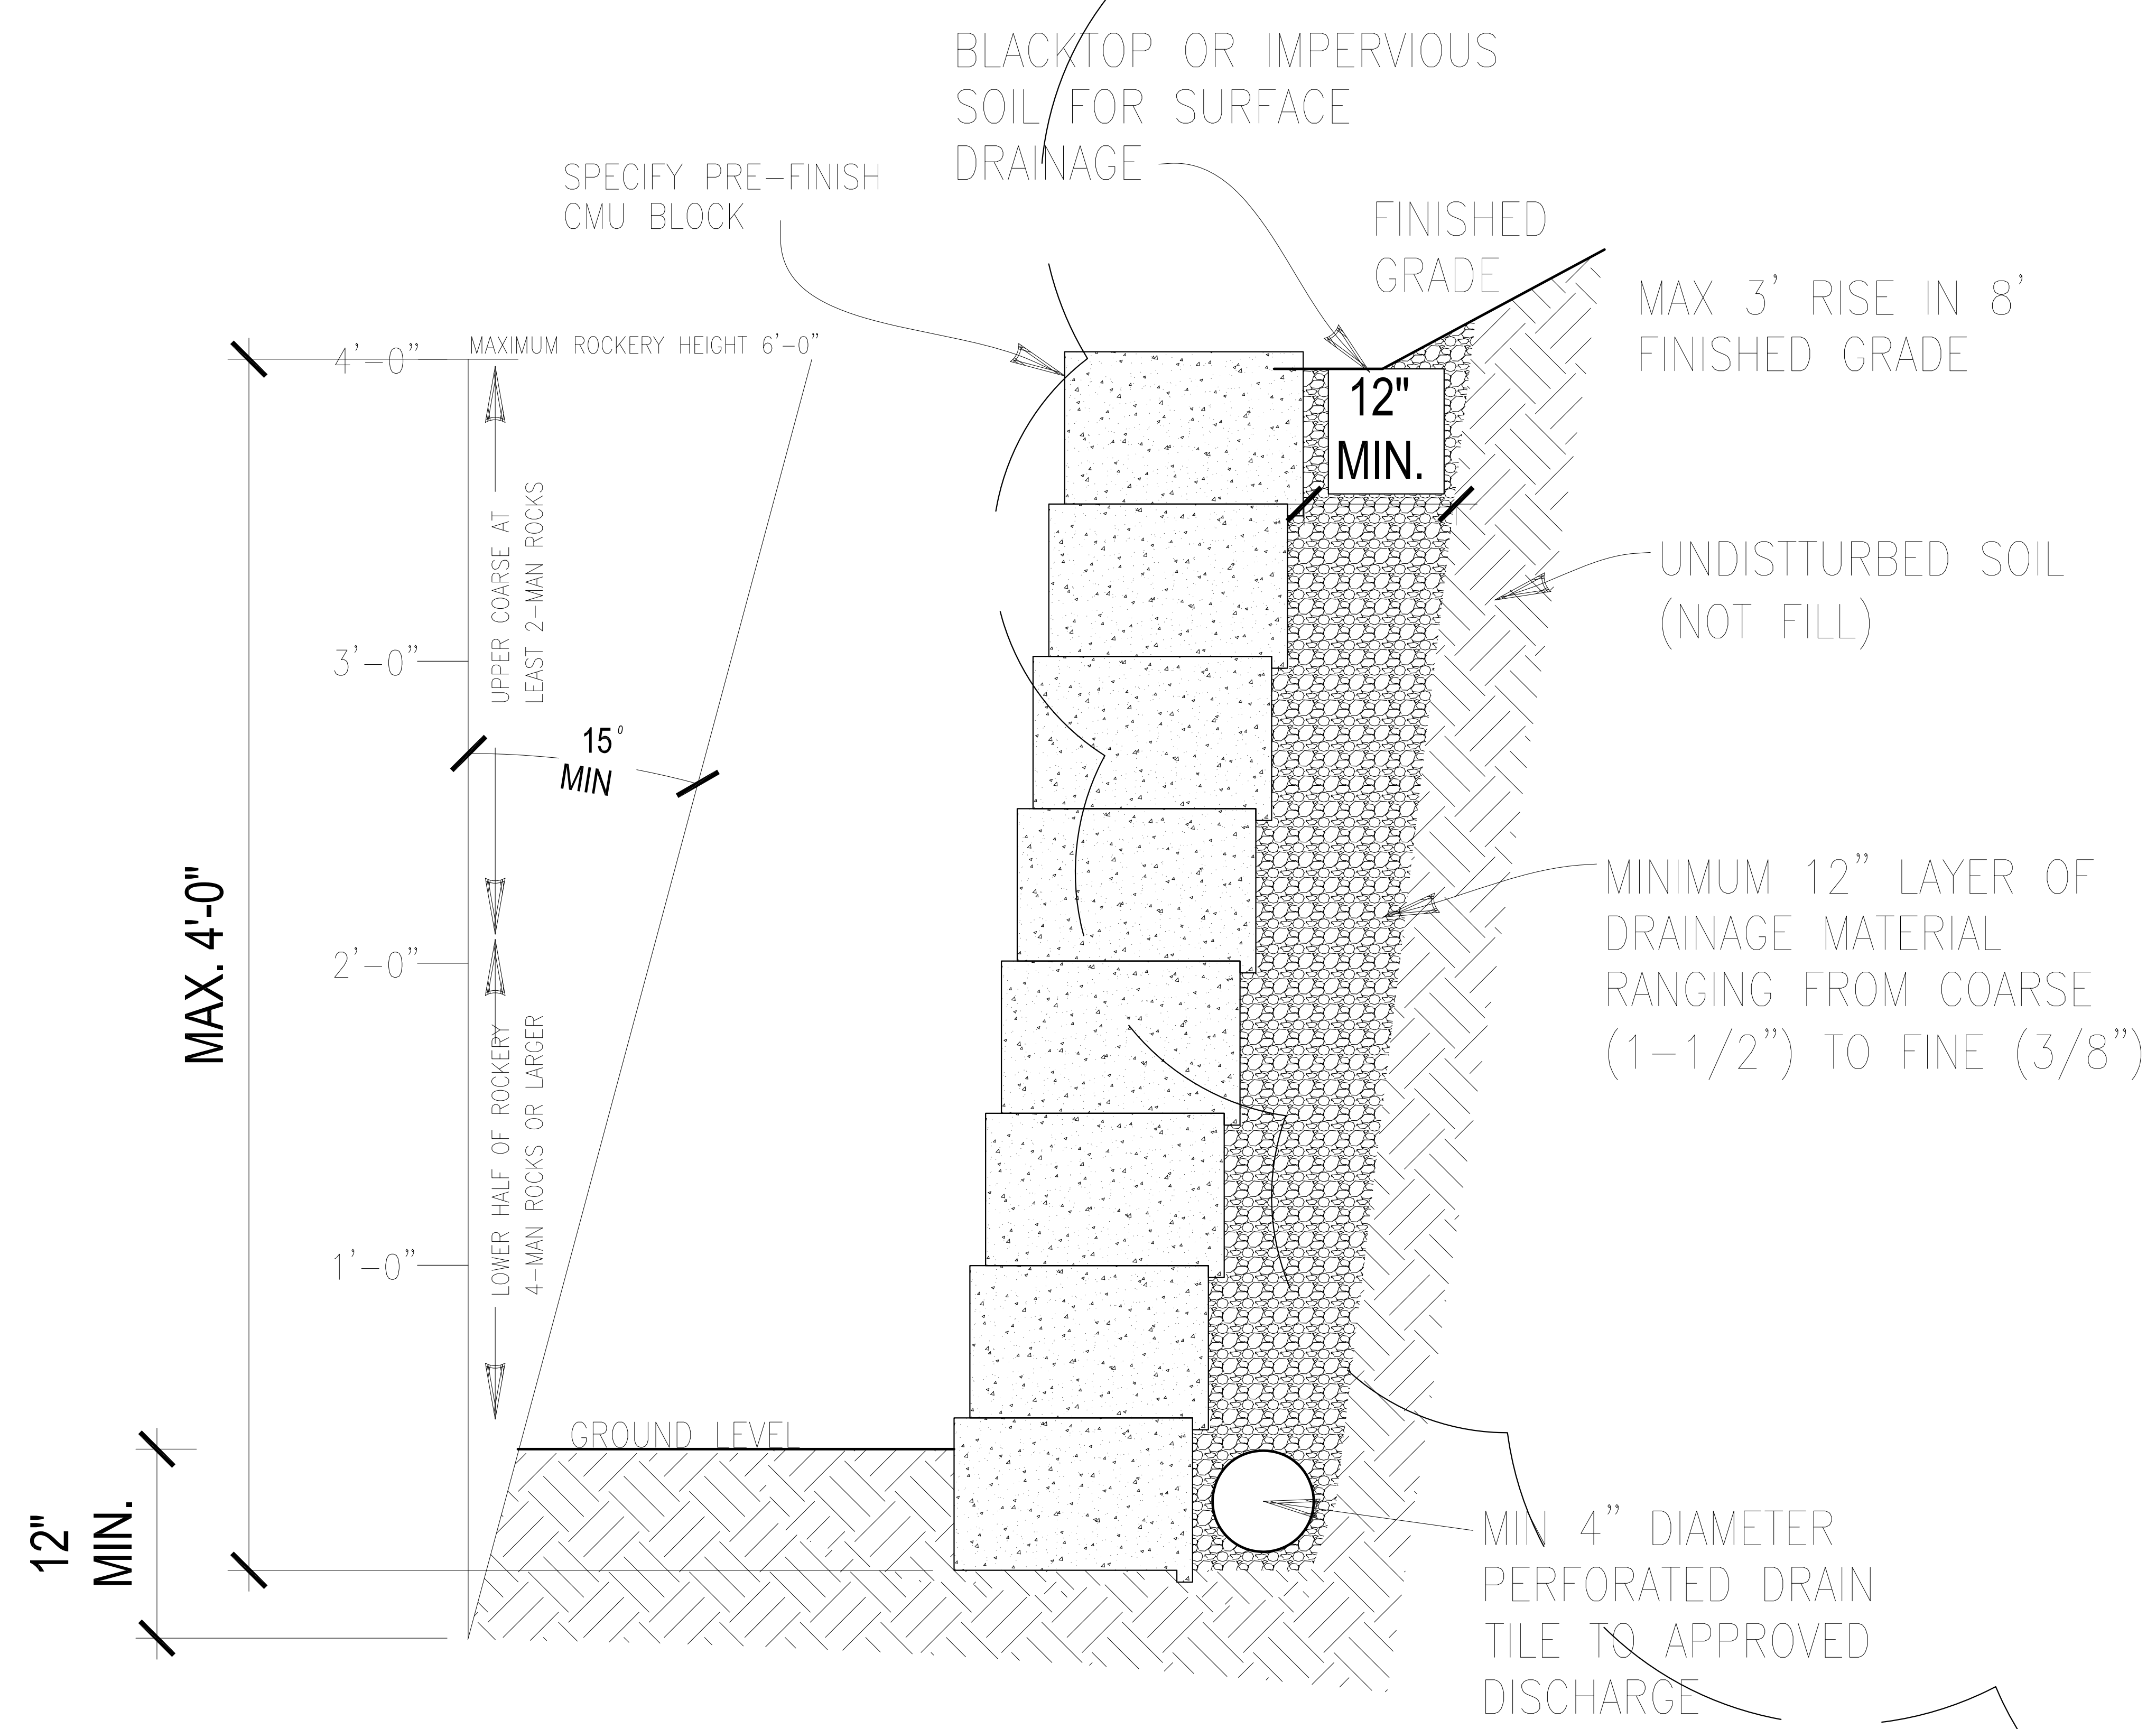 BLACKTOP OR IMPERVIOUS
SOIL FOR SURFACE
DRAINAGE
SPECIFY PRE-FINISH
CMU BLOCK
FINISHED
GRADE
MAX 3' RISE IN 8'
FINISHED GRADE
4'-0"
MAXIMUM ROCKERY HEIGHT 6'-0"
12"
MIN.
UPPER COARSE AT
LEAST 2-MAN ROCKS
UNDISTTURBED SOIL
(NOT FILL)
3'-0"
15°
MIN
MAX. 4'-0"
MINIMUM 12" LAYER OF
DRAINAGE MATERIAL
RANGING FROM COARSE
(1-1/2") TO FINE (3/8")
2'-0"
LOWER HALF OF ROCKERY
4-MAN ROCKS OR LARGER
1'-0"
GROUND LEVEL
12"
MIN.
MIN 4" DIAMETER
PERFORATED DRAIN
TILE TO APPROVED
DISCHARGE